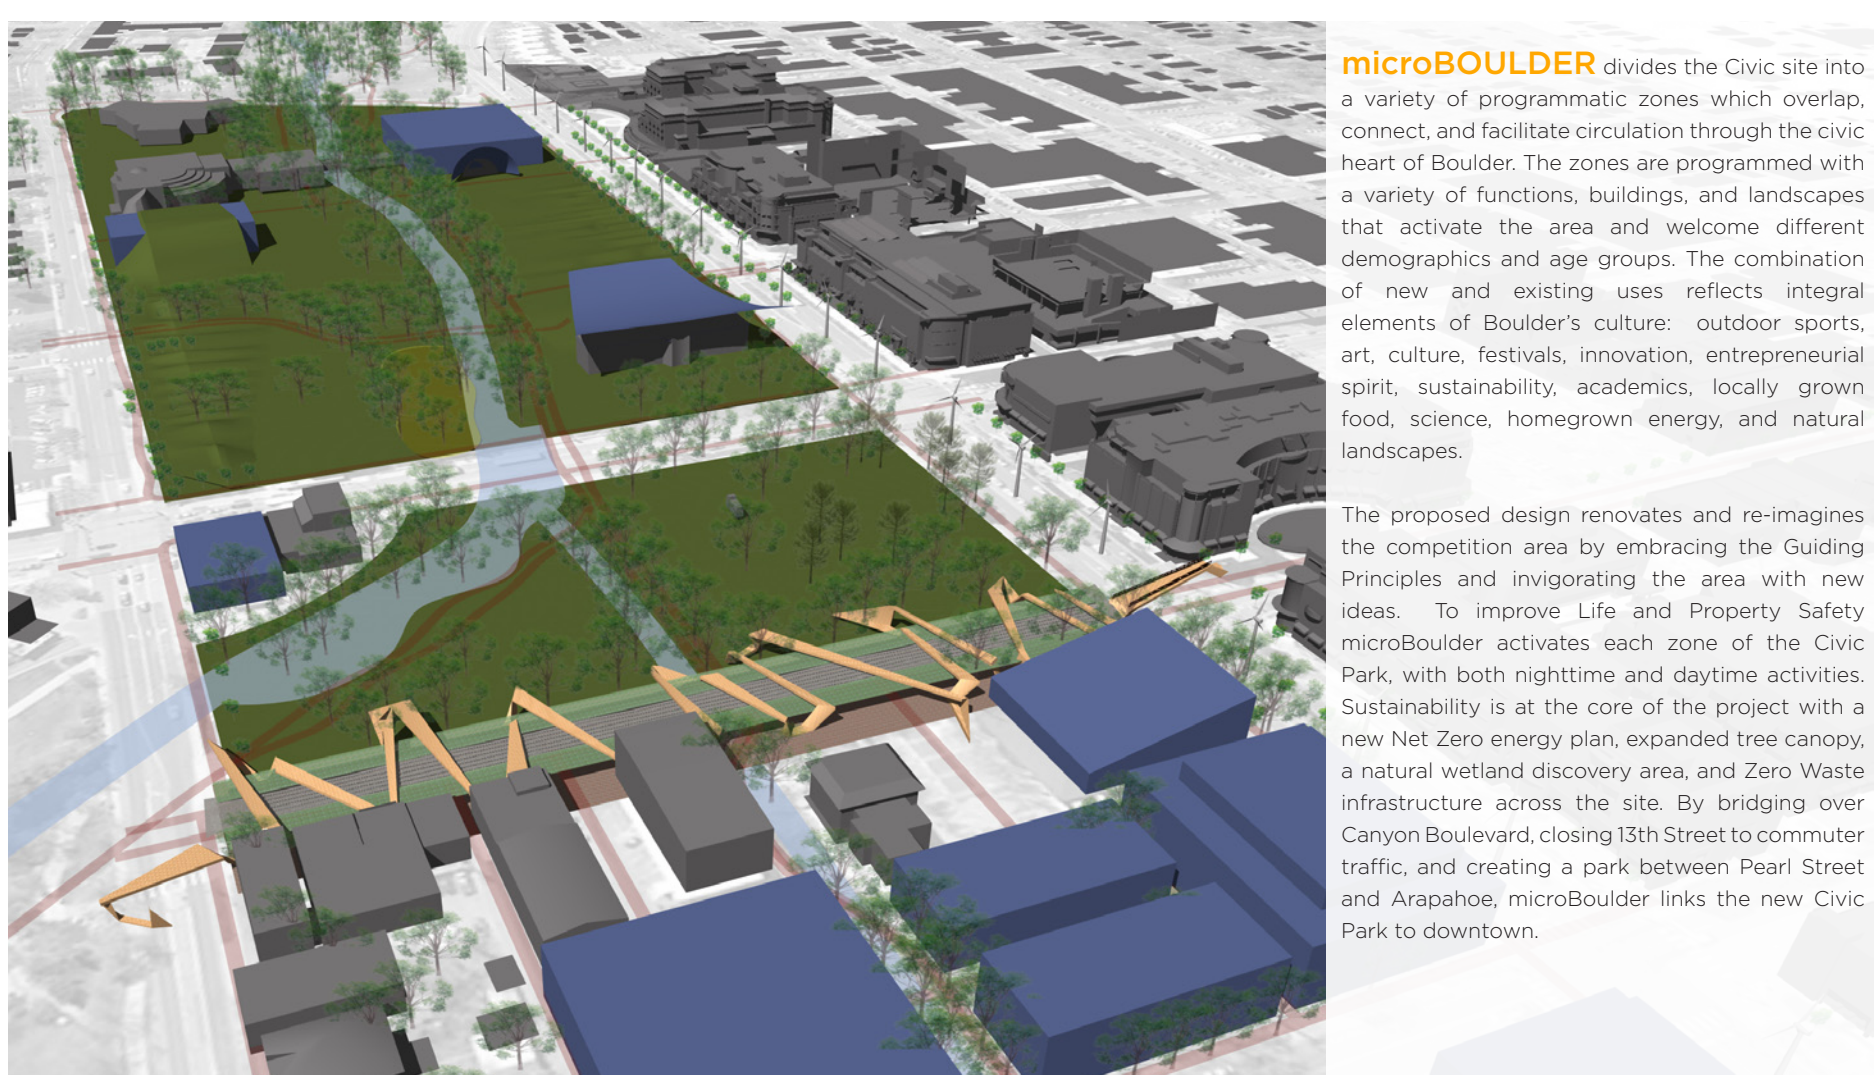 microBOULDER divides the Civic site into
a variety of programmatic zones which overlap,
connect, and facilitate circulation through the civic
heart of Boulder. The zones are programmed with
a variety of functions, buildings, and landscapes
that activate the area and welcome different
demographics and age groups. The combination
of new and existing uses reflects integral
elements of Boulder’s culture: outdoor sports,
art, culture, festivals, innovation, entrepreneurial
spirit, sustainability, academics, locally grown
food, science, homegrown energy, and natural
landscapes.
The proposed design renovates and re-imagines
the competition area by embracing the Guiding
Principles and invigorating the area with new
ideas. To improve Life and Property Safety
microBoulder activates each zone of the Civic
Park, with both nighttime and daytime activities.
Sustainability is at the core of the project with a
new Net Zero energy plan, expanded tree canopy,
a natural wetland discovery area, and Zero Waste
infrastructure across the site. By bridging over
Canyon Boulevard, closing 13th Street to commuter
traffic, and creating a park between Pearl Street
and Arapahoe, microBoulder links the new Civic
Park to downtown.